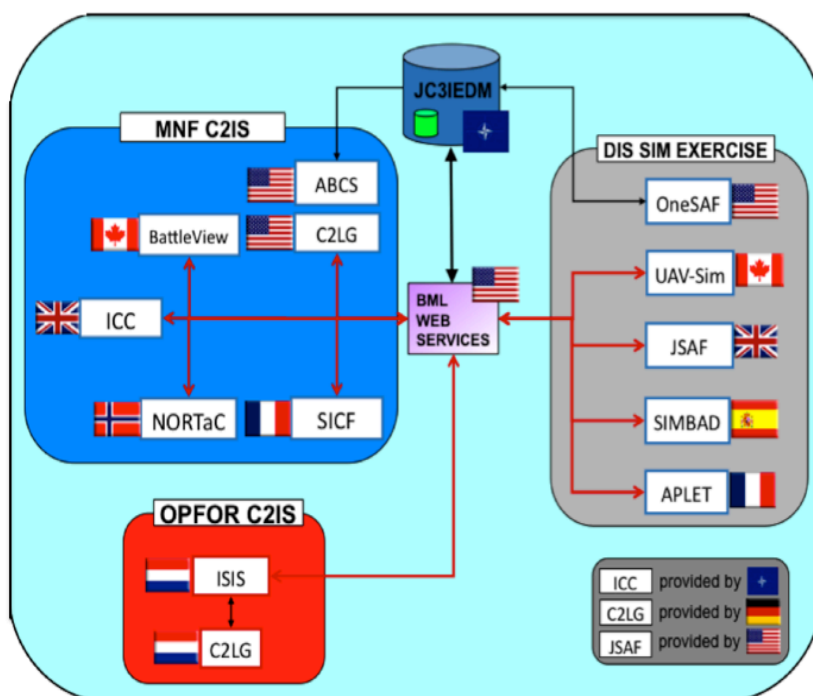 JC3IEDM
MNF C2IS
DIS SIM EXERCISE
ABCS
OneSAF
BattleView
C2LG
UAV-Sim
BML
WEB
SERVICES
ICC
JSAF
NORTaC
SICF
SIMBAD
APLET
OPFOR C2IS
ISIS
C2LG
ICC provided by
C2LG provided by
JSAF provided by